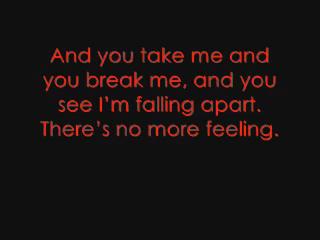 And you take me and
you break me, and you
see I'm falling apart.
There's no more feeling.